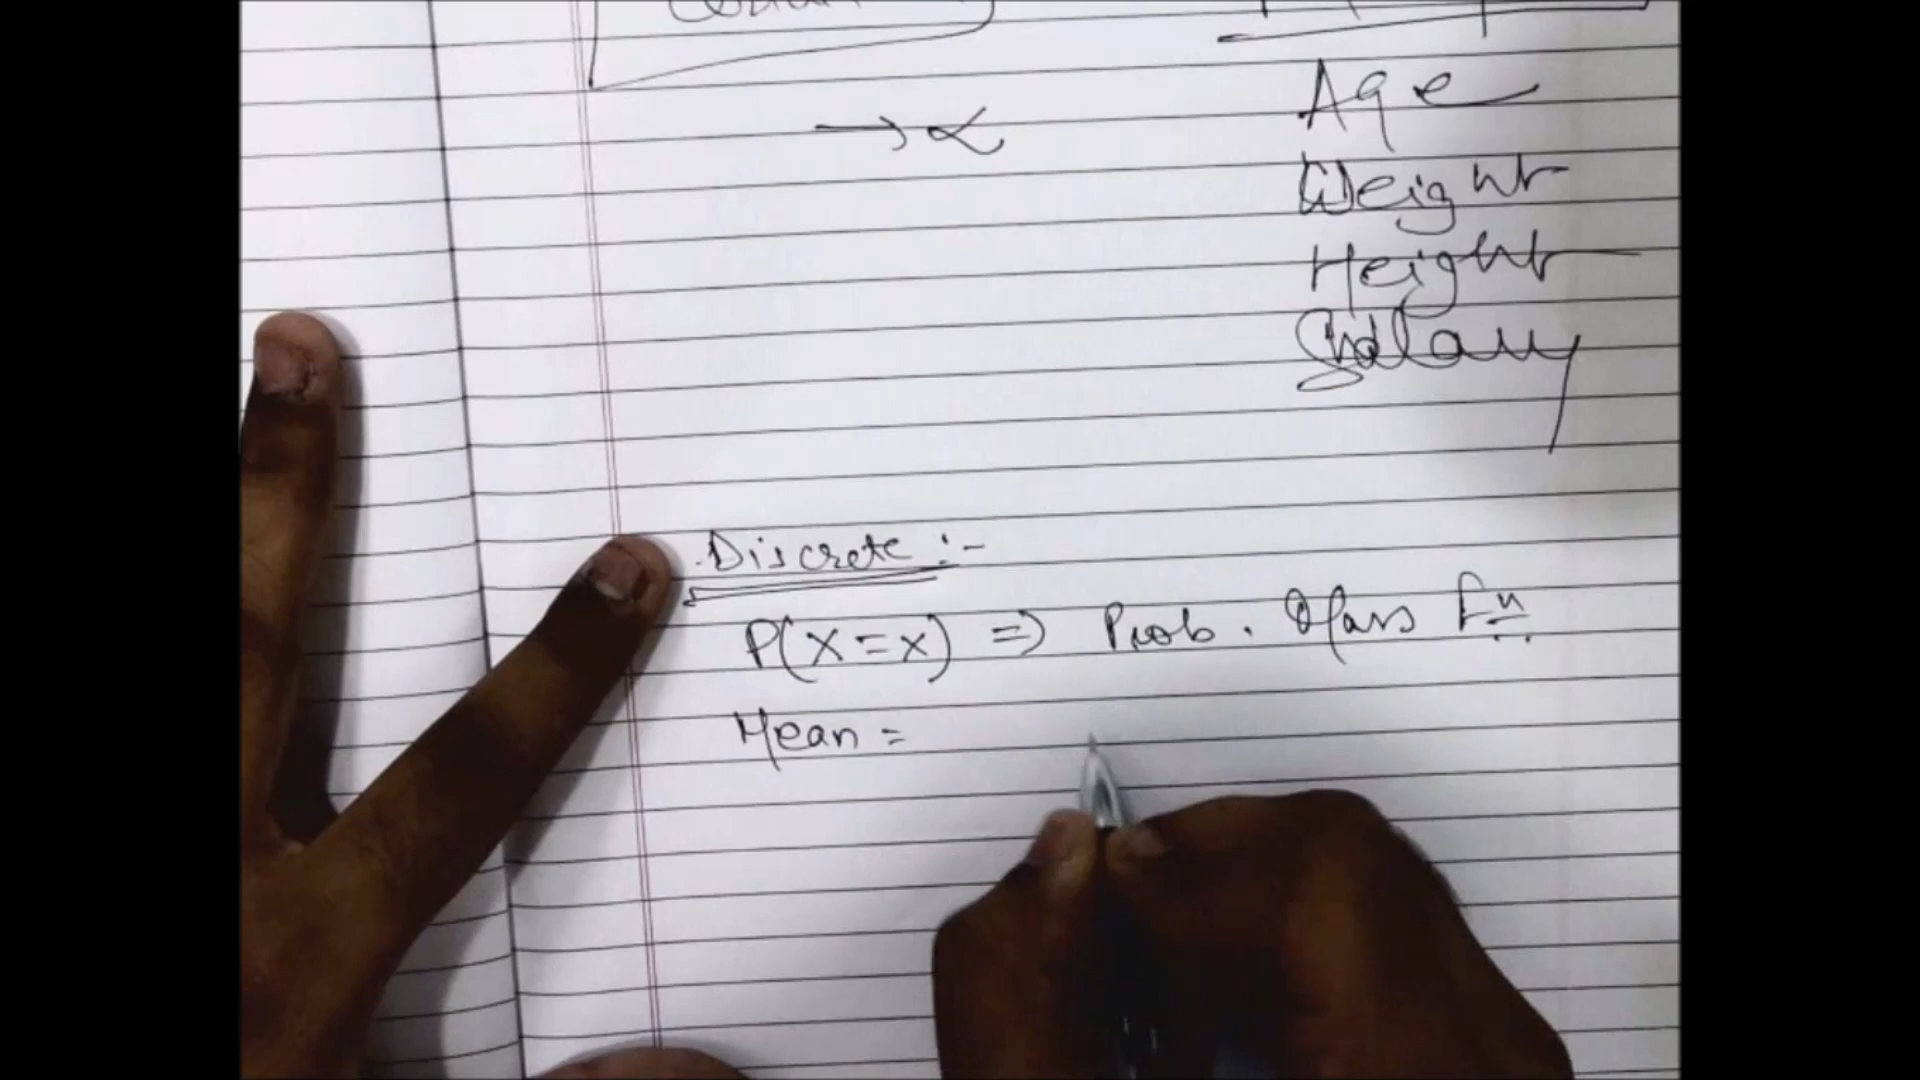 → ∝
Age
Weight
Height
Salary
Discrete :-
P(X=x) ⇒ Prob. Mass fn.
Mean =